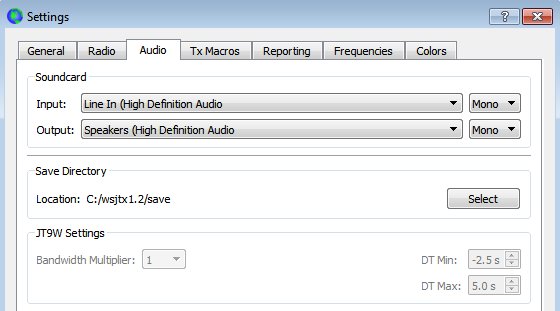 Settings
General Radio Audio Tx Macros Reporting Frequencies Colors
Soundcard
Input: Line In (High Definition Audio Mono
Output: Speakers (High Definition Audio Mono
Save Directory
Location: C:/wsjtx1.2/save Select
JT9W Settings
Bandwidth Multiplier: 1 DT Min: -2.5 s
DT Max: 5.0 s